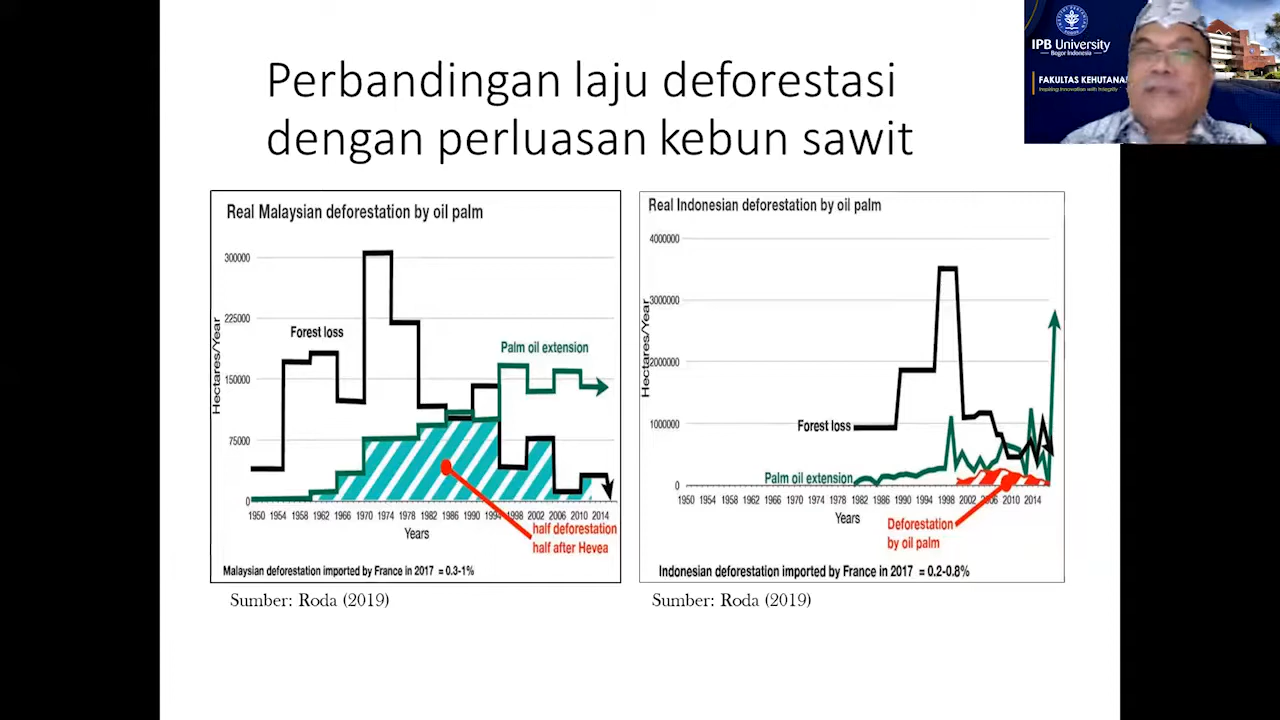 Perbandingan laju deforestasi
dengan perluasan kebun sawit
IPB University
Bogor Indonesia
FAKULTAS KEHUTANAN
Inspiring Innovation with Integrity
Real Malaysian deforestation by oil palm
300000
225000
150000
75000
0
Hectares/Year
Forest loss
Palm oil extension
1950 1954 1958 1962 1966 1970 1974 1978 1982 1986 1990 1994 1998 2002 2006 2010 2014
Years
half deforestation
half after Hevea
Malaysian deforestation imported by France in 2017 = 0.3-1%
Sumber: Roda (2019)
Real Indonesian deforestation by oil palm
4000000
3000000
2000000
1000000
0
Hectares/Year
Forest loss
Palm oil extension
1950 1954 1958 1962 1966 1970 1974 1978 1982 1986 1990 1994 1998 2002 2006 2010 2014
Years
Deforestation
by oil palm
Indonesian deforestation imported by France in 2017 = 0.2-0.8%
Sumber: Roda (2019)